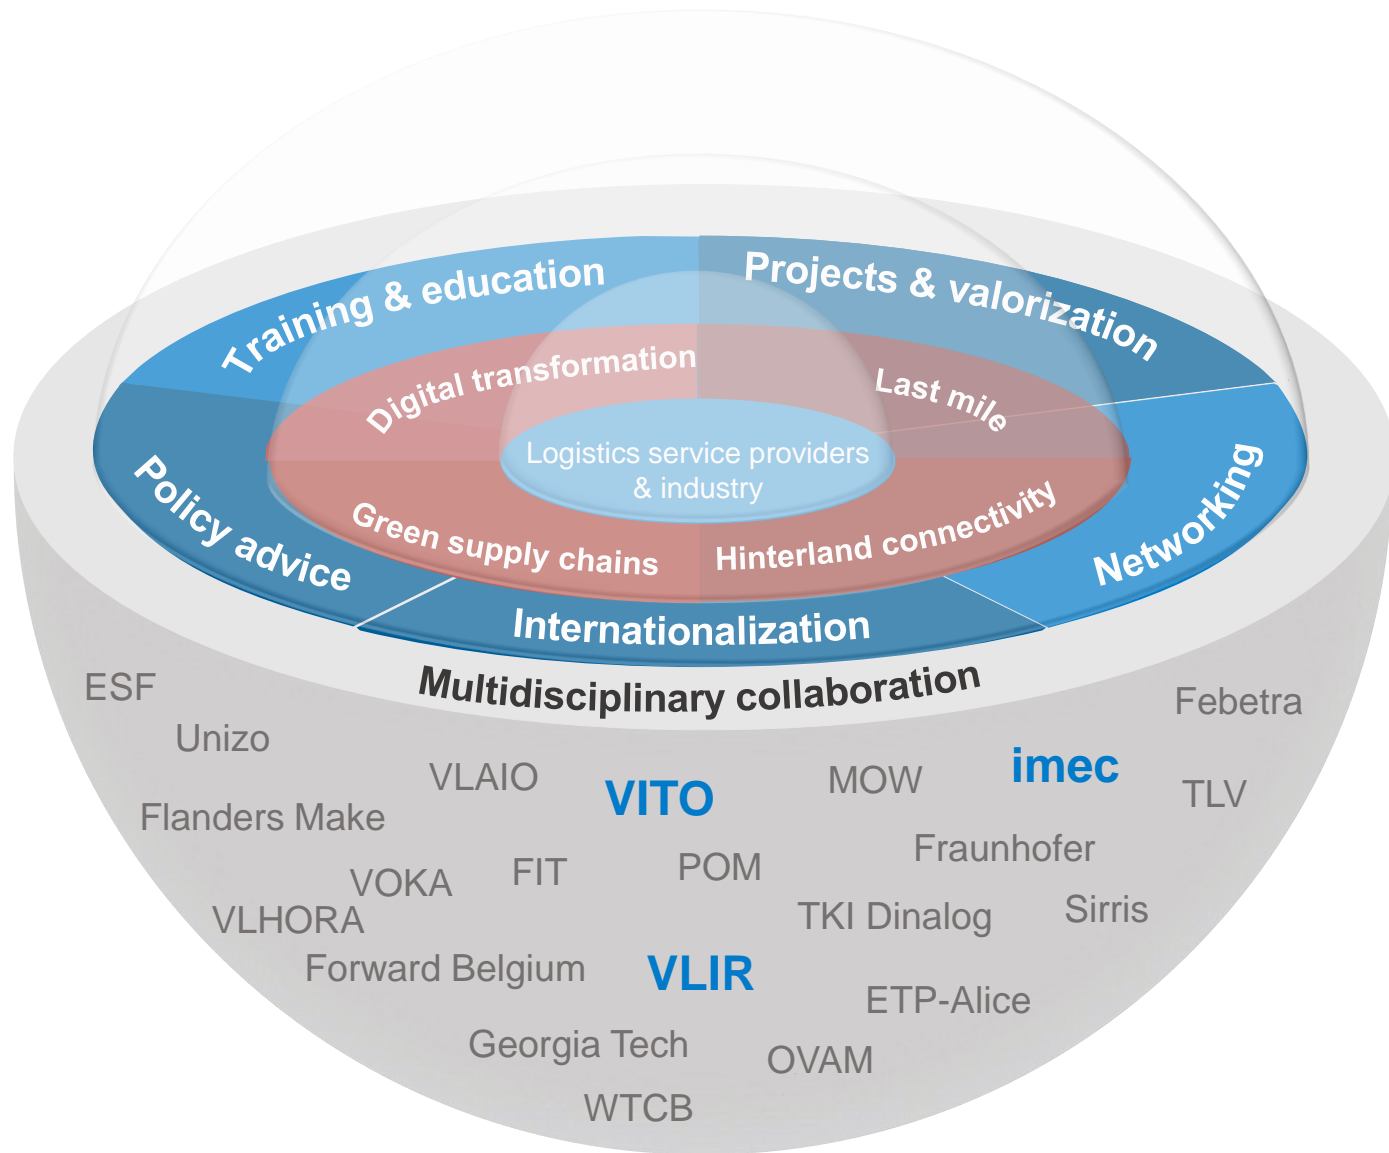 Training & education
Projects & valorization
Digital transformation
Last mile
Logistics service providers
& industry
Policy advice
Green supply chains
Hinterland connectivity
Networking
Internationalization
Multidisciplinary collaboration
ESF
Febetra
Unizo
VLAIO
VITO
MOW
imec
TLV
Flanders Make
Fraunhofer
VOKA
FIT
POM
VLHORA
TKI Dinalog
Sirris
Forward Belgium
VLIR
ETP-Alice
Georgia Tech
OVAM
WTCB